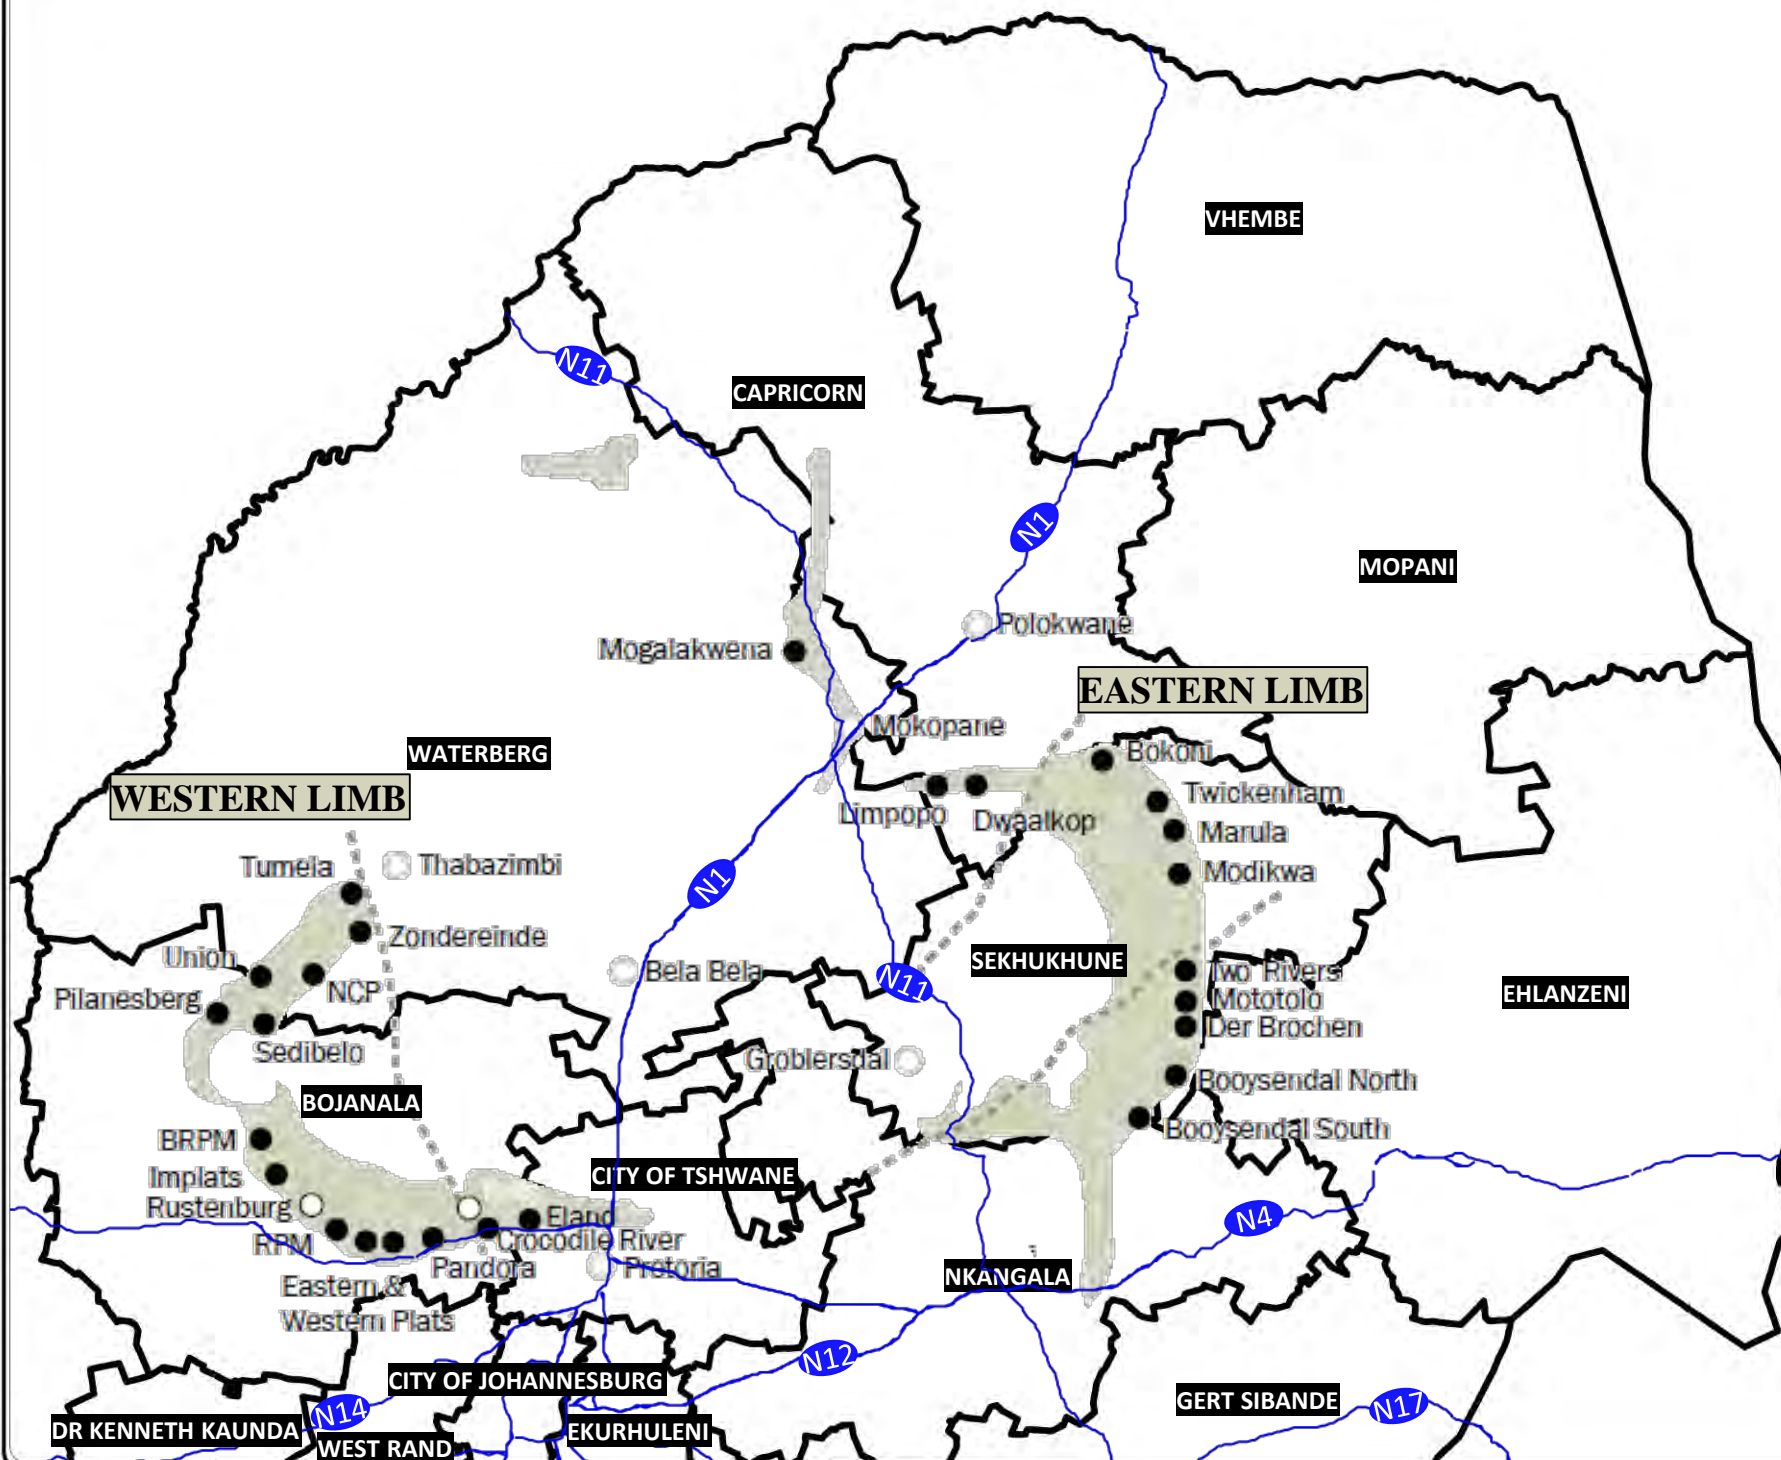 VHEMBE
N11
CAPRICORN
N1
MOPANI
Polokwane
Mogalakwena
EASTERN LIMB
Mokopane
WATERBERG
Bokoni
WESTERN LIMB
Limpopo
Dwaalkop
Twickenham
Marula
Tumela
Thabazimbi
Modikwa
N1
Zondereinde
Union
NCP
Bela Bela
N11
SEKHUKHUNE
Two Rivers
Pilanesberg
Mototolo
EHLANZENI
Der Brochen
Sedibelo
Groblersdal
Booysendal North
BOJANALA
Booysendal South
BRPM
Implats
CITY OF TSHWANE
Rustenburg
Eland
N4
RPM
Crocodile River
Pandora
Pretoria
NKANGALA
Eastern &
Western Plats
N12
CITY OF JOHANNESBURG
GERT SIBANDE
N17
N14
DR KENNETH KAUNDA
EKURHULENI
WEST RAND